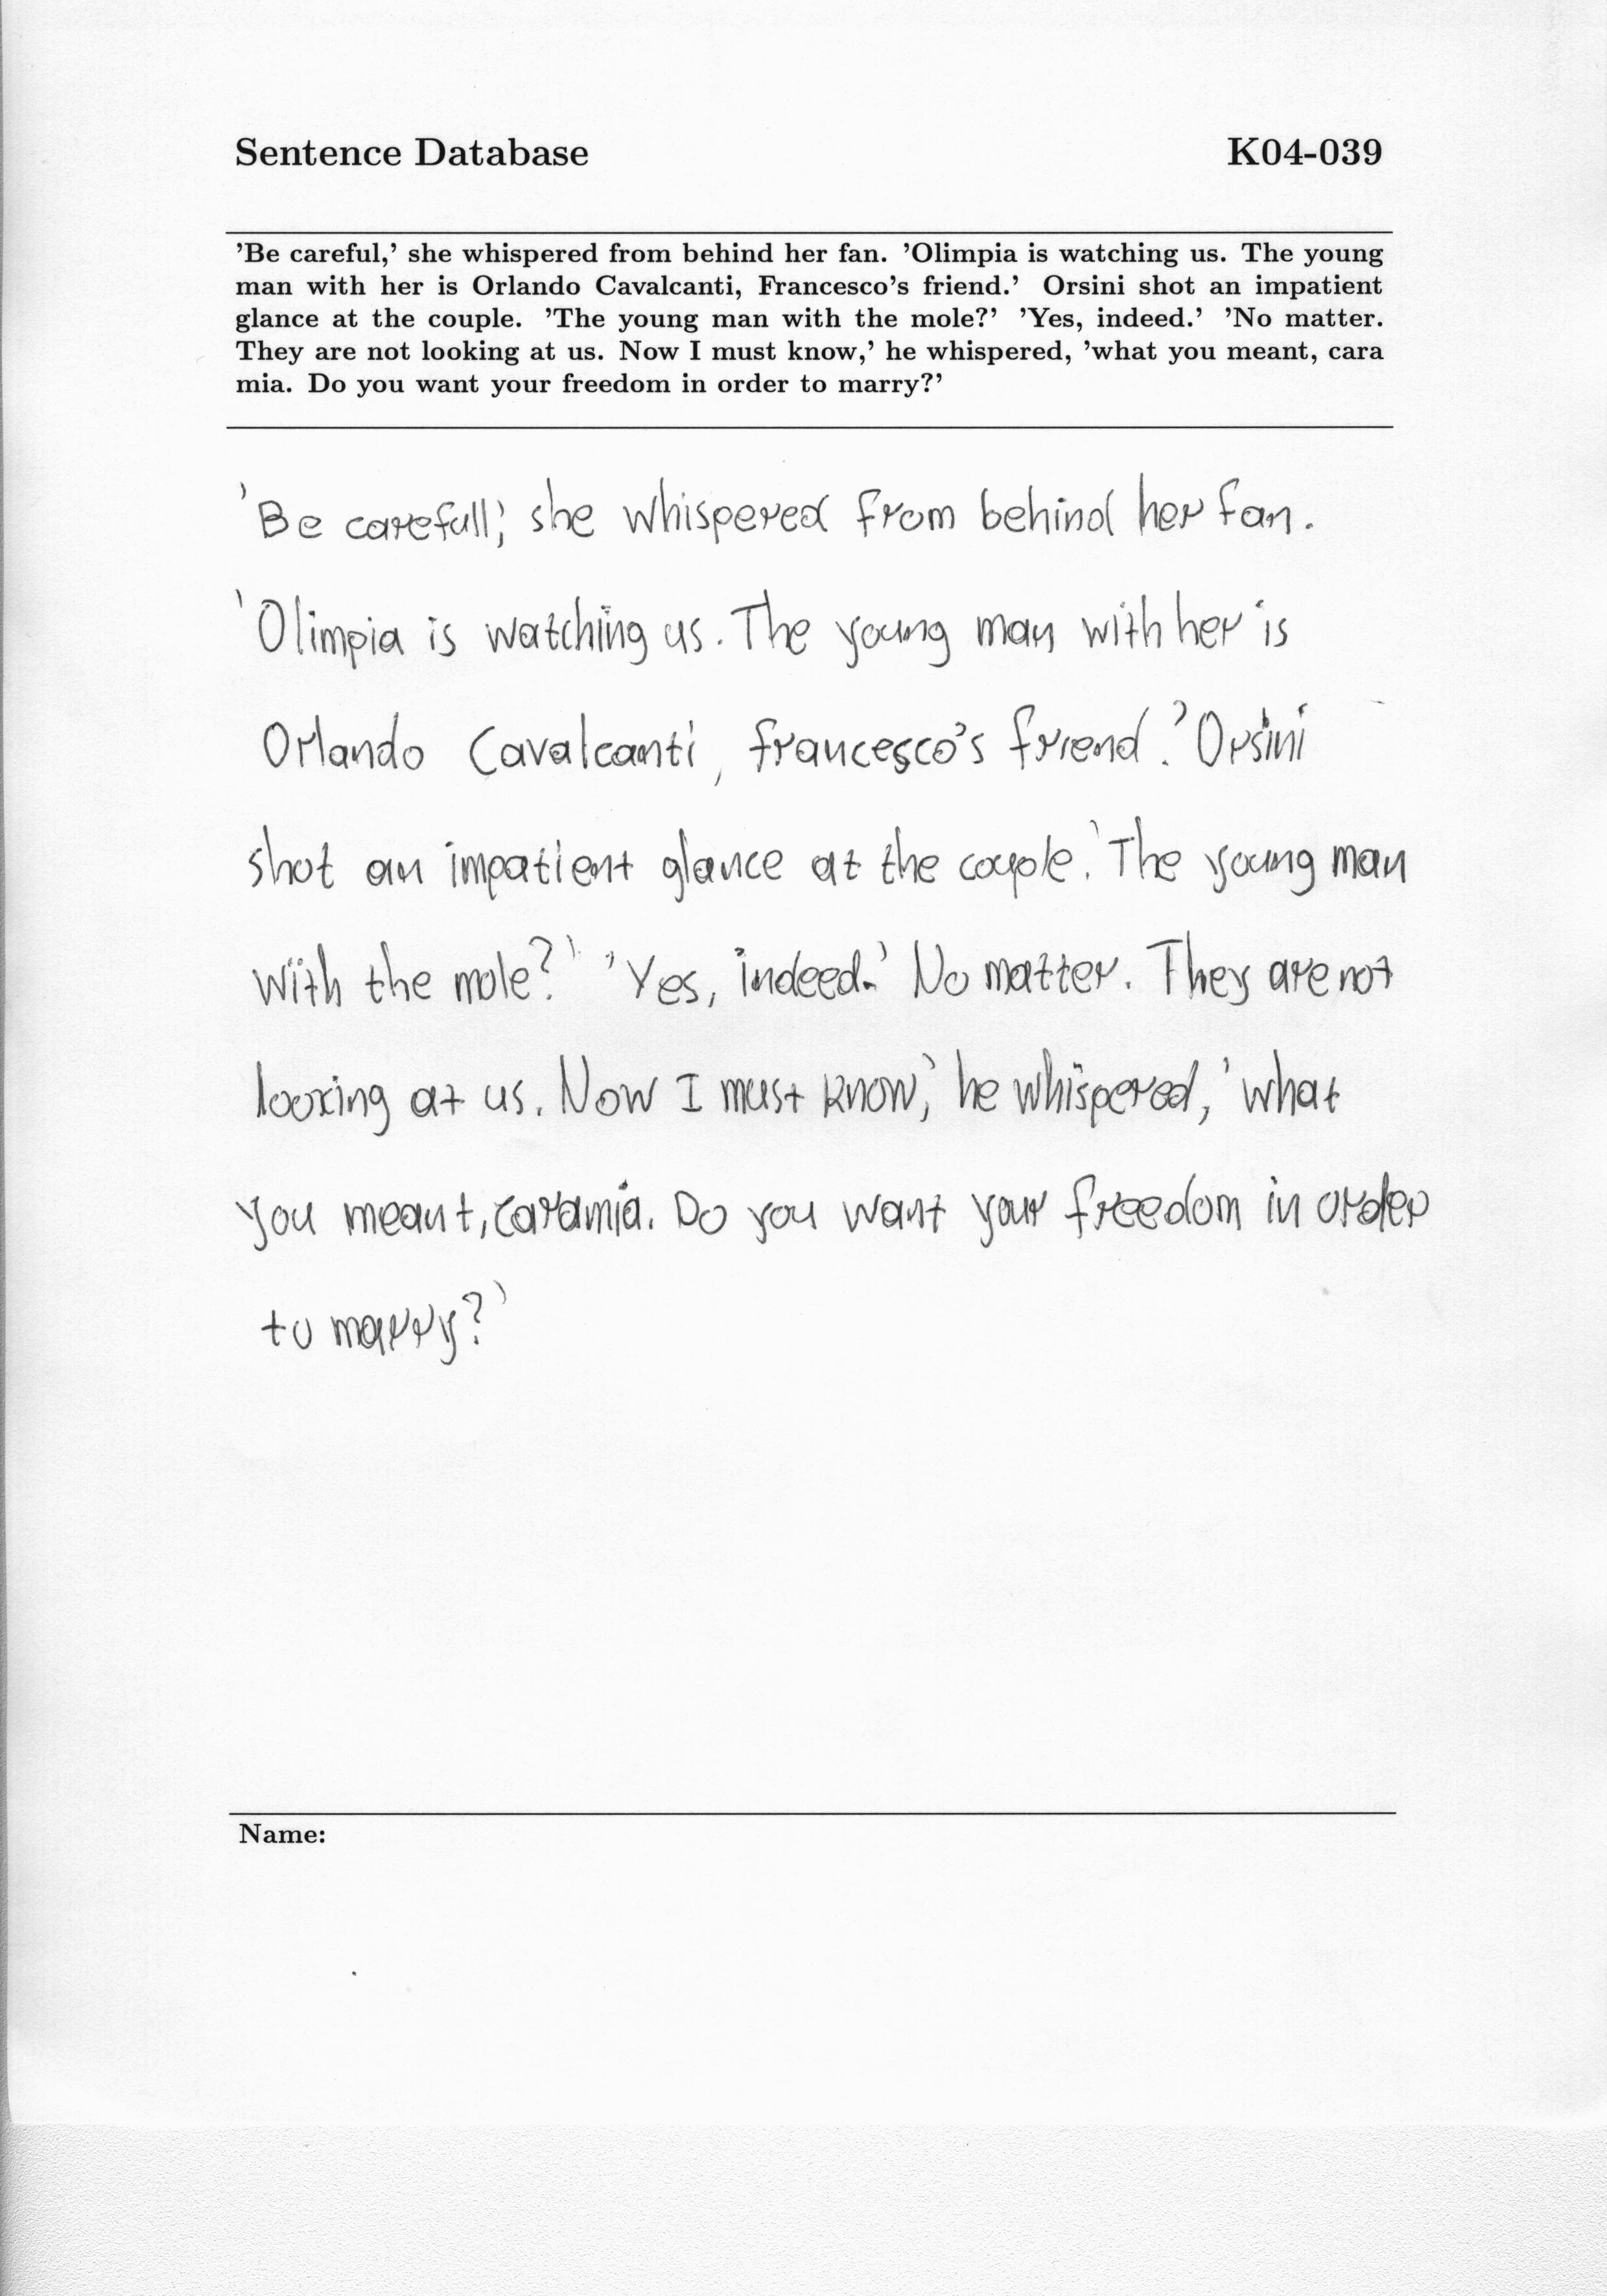 Sentence Database K04-039
'Be careful,' she whispered from behind her fan. 'Olimpia is watching us. The young
man with her is Orlando Cavalcanti, Francesco's friend.' Orsini shot an impatient
glance at the couple. 'The young man with the mole?' 'Yes, indeed.' 'No matter.
They are not looking at us. Now I must know,' he whispered, 'what you meant, cara
mia. Do you want your freedom in order to marry?'
'Be carefull,' she whispered from behind her fan.
'Olimpia is watching us. The young man with her is
Orlando Cavalcanti, francesco's friend.' Orsini
shot an impatient glance at the couple. 'The young man
with the mole?' 'Yes, indeed.' No matter. They are not
looking at us. Now I must know,' he whispered, 'what
you meant, cara mia. Do you want your freedom in order
to marry?'
Name: